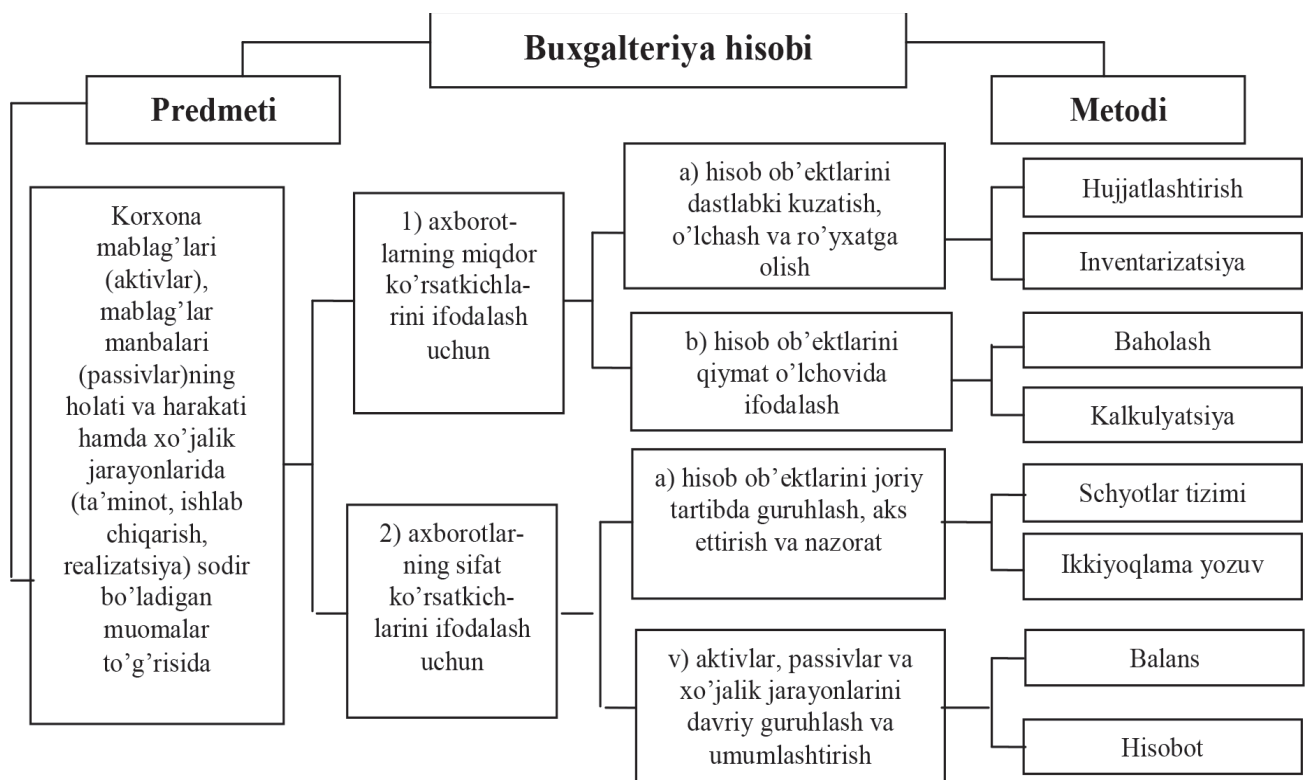 Buxgalteriya hisobi
Predmeti
Metodi
Korxona
mablag’lari
(aktivlar),
mablag’lar
manbalari
(passivlar)ning
holati va harakati
hamda xo’jalik
jarayonlarida
(ta’minot, ishlab
chiqarish,
realizatsiya) sodir
bo’ladigan
muomalar
to’g’risida
1) axborot-
larning miqdor
ko’rsatkichla-
rini ifodalash
uchun
2) axborotlar-
ning sifat
ko’rsatkich-
larini ifodalash
uchun
a) hisob ob’ektlarini
dastlabki kuzatish,
o’lchash va ro’yxatga
olish
b) hisob ob’ektlarini
qiymat o’lchovida
ifodalash
a) hisob ob’ektlarini joriy
tartibda guruhlash, aks
ettirish va nazorat
v) aktivlar, passivlar va
xo’jalik jarayonlarini
davriy guruhlash va
umumlashtirish
Hujjatlashtirish
Inventarizatsiya
Baholash
Kalkulyatsiya
Schyotlar tizimi
Ikkiyoqlama yozuv
Balans
Hisobot